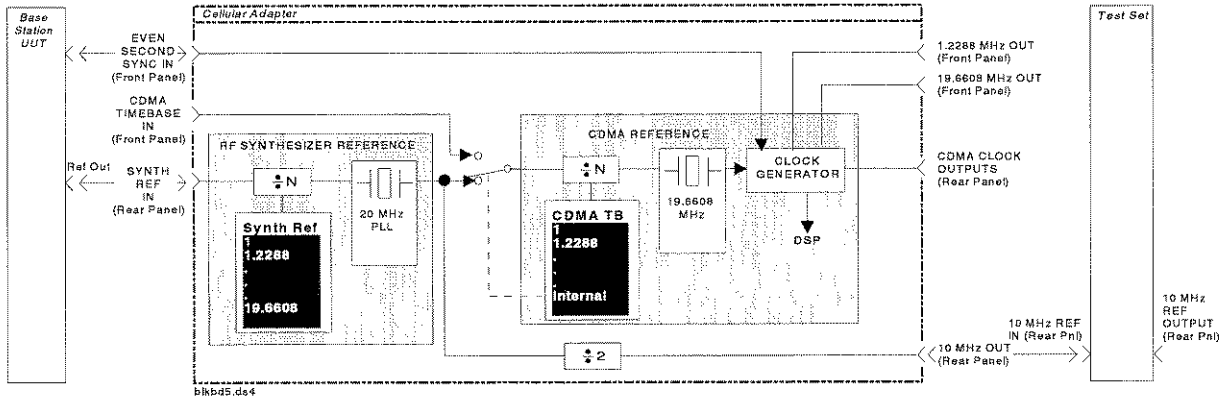 Base
Station
UUT
Cellular Adapter
Test Set
EVEN
SECOND
SYNC IN
(Front Panel)
1.2288 MHz OUT
(Front Panel)
19.6608 MHz OUT
(Front Panel)
CDMA
TIMEBASE
IN
(Front Panel)
RF SYNTHESIZER REFERENCE
CDMA REFERENCE
Ref Out
SYNTH
REF
IN
(Rear Panel)
÷N
20 MHz
PLL
÷N
19.6608
MHz
CLOCK
GENERATOR
CDMA CLOCK
OUTPUTS
(Rear Panel)
DSP
Synth Ref
1
1.2288
.
.
.
19.6608
CDMA TB
1
1.2288
.
.
.
Internal
÷2
10 MHz REF
IN (Rear Pnl)
10 MHz OUT
(Rear Panel)
10 MHz
REF
OUTPUT
(Rear Pnl)
blkbd5.ds4